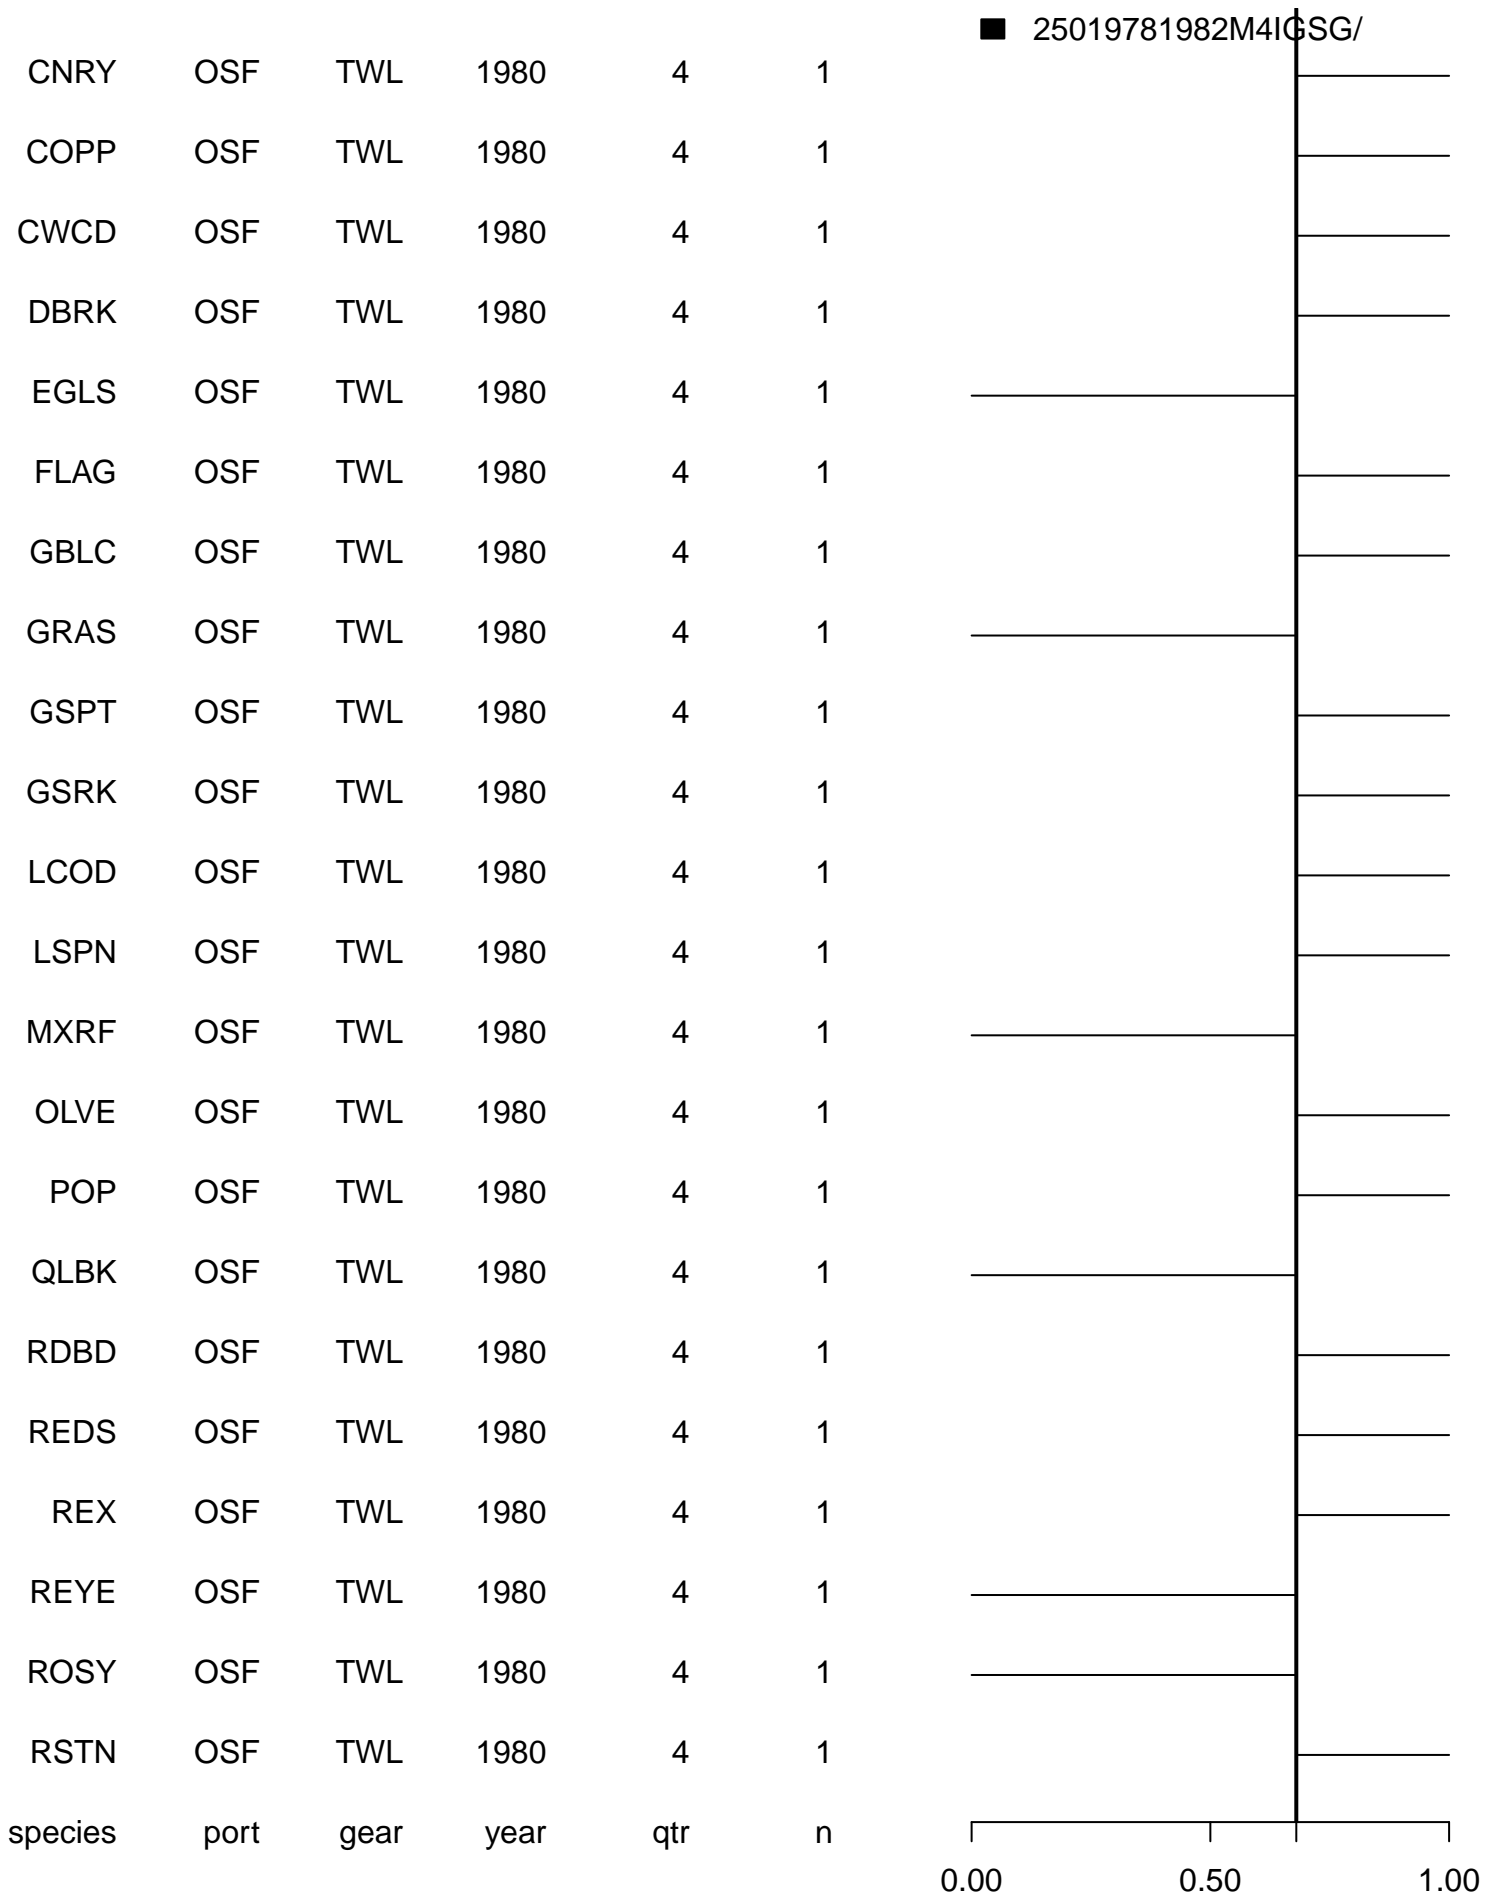 25019781982M4IGSG/
CNRY OSF TWL 1980 4 1
COPP OSF TWL 1980 4 1
CWCD OSF TWL 1980 4 1
DBRK OSF TWL 1980 4 1
EGLS OSF TWL 1980 4 1
FLAG OSF TWL 1980 4 1
GBLC OSF TWL 1980 4 1
GRAS OSF TWL 1980 4 1
GSPT OSF TWL 1980 4 1
GSRK OSF TWL 1980 4 1
LCOD OSF TWL 1980 4 1
LSPN OSF TWL 1980 4 1
MXRF OSF TWL 1980 4 1
OLVE OSF TWL 1980 4 1
POP OSF TWL 1980 4 1
QLBK OSF TWL 1980 4 1
RDBD OSF TWL 1980 4 1
REDS OSF TWL 1980 4 1
REX OSF TWL 1980 4 1
REYE OSF TWL 1980 4 1
ROSY OSF TWL 1980 4 1
RSTN OSF TWL 1980 4 1
species port gear year qtr n
0.00 0.50 1.00